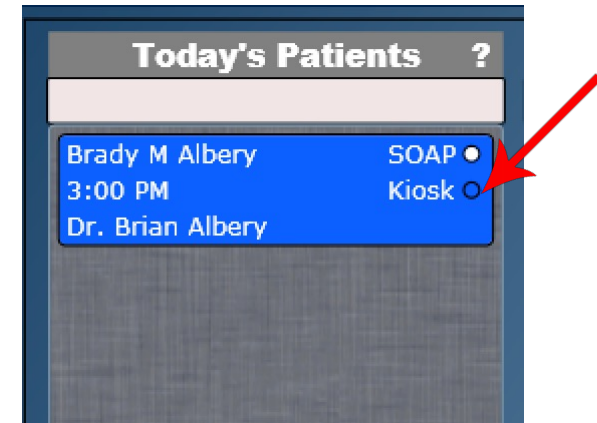 Today's Patients ?
Brady M Albery SOAP
3:00 PM Kiosk
Dr. Brian Albery